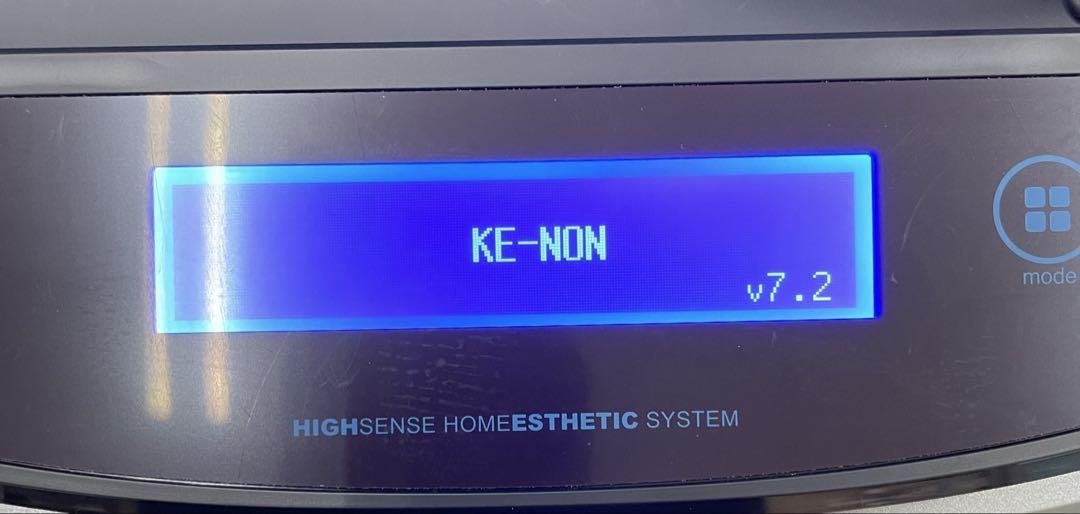 KE-NON
v7.2
mode
HIGHSENSE HOMEESTHETIC SYSTEM